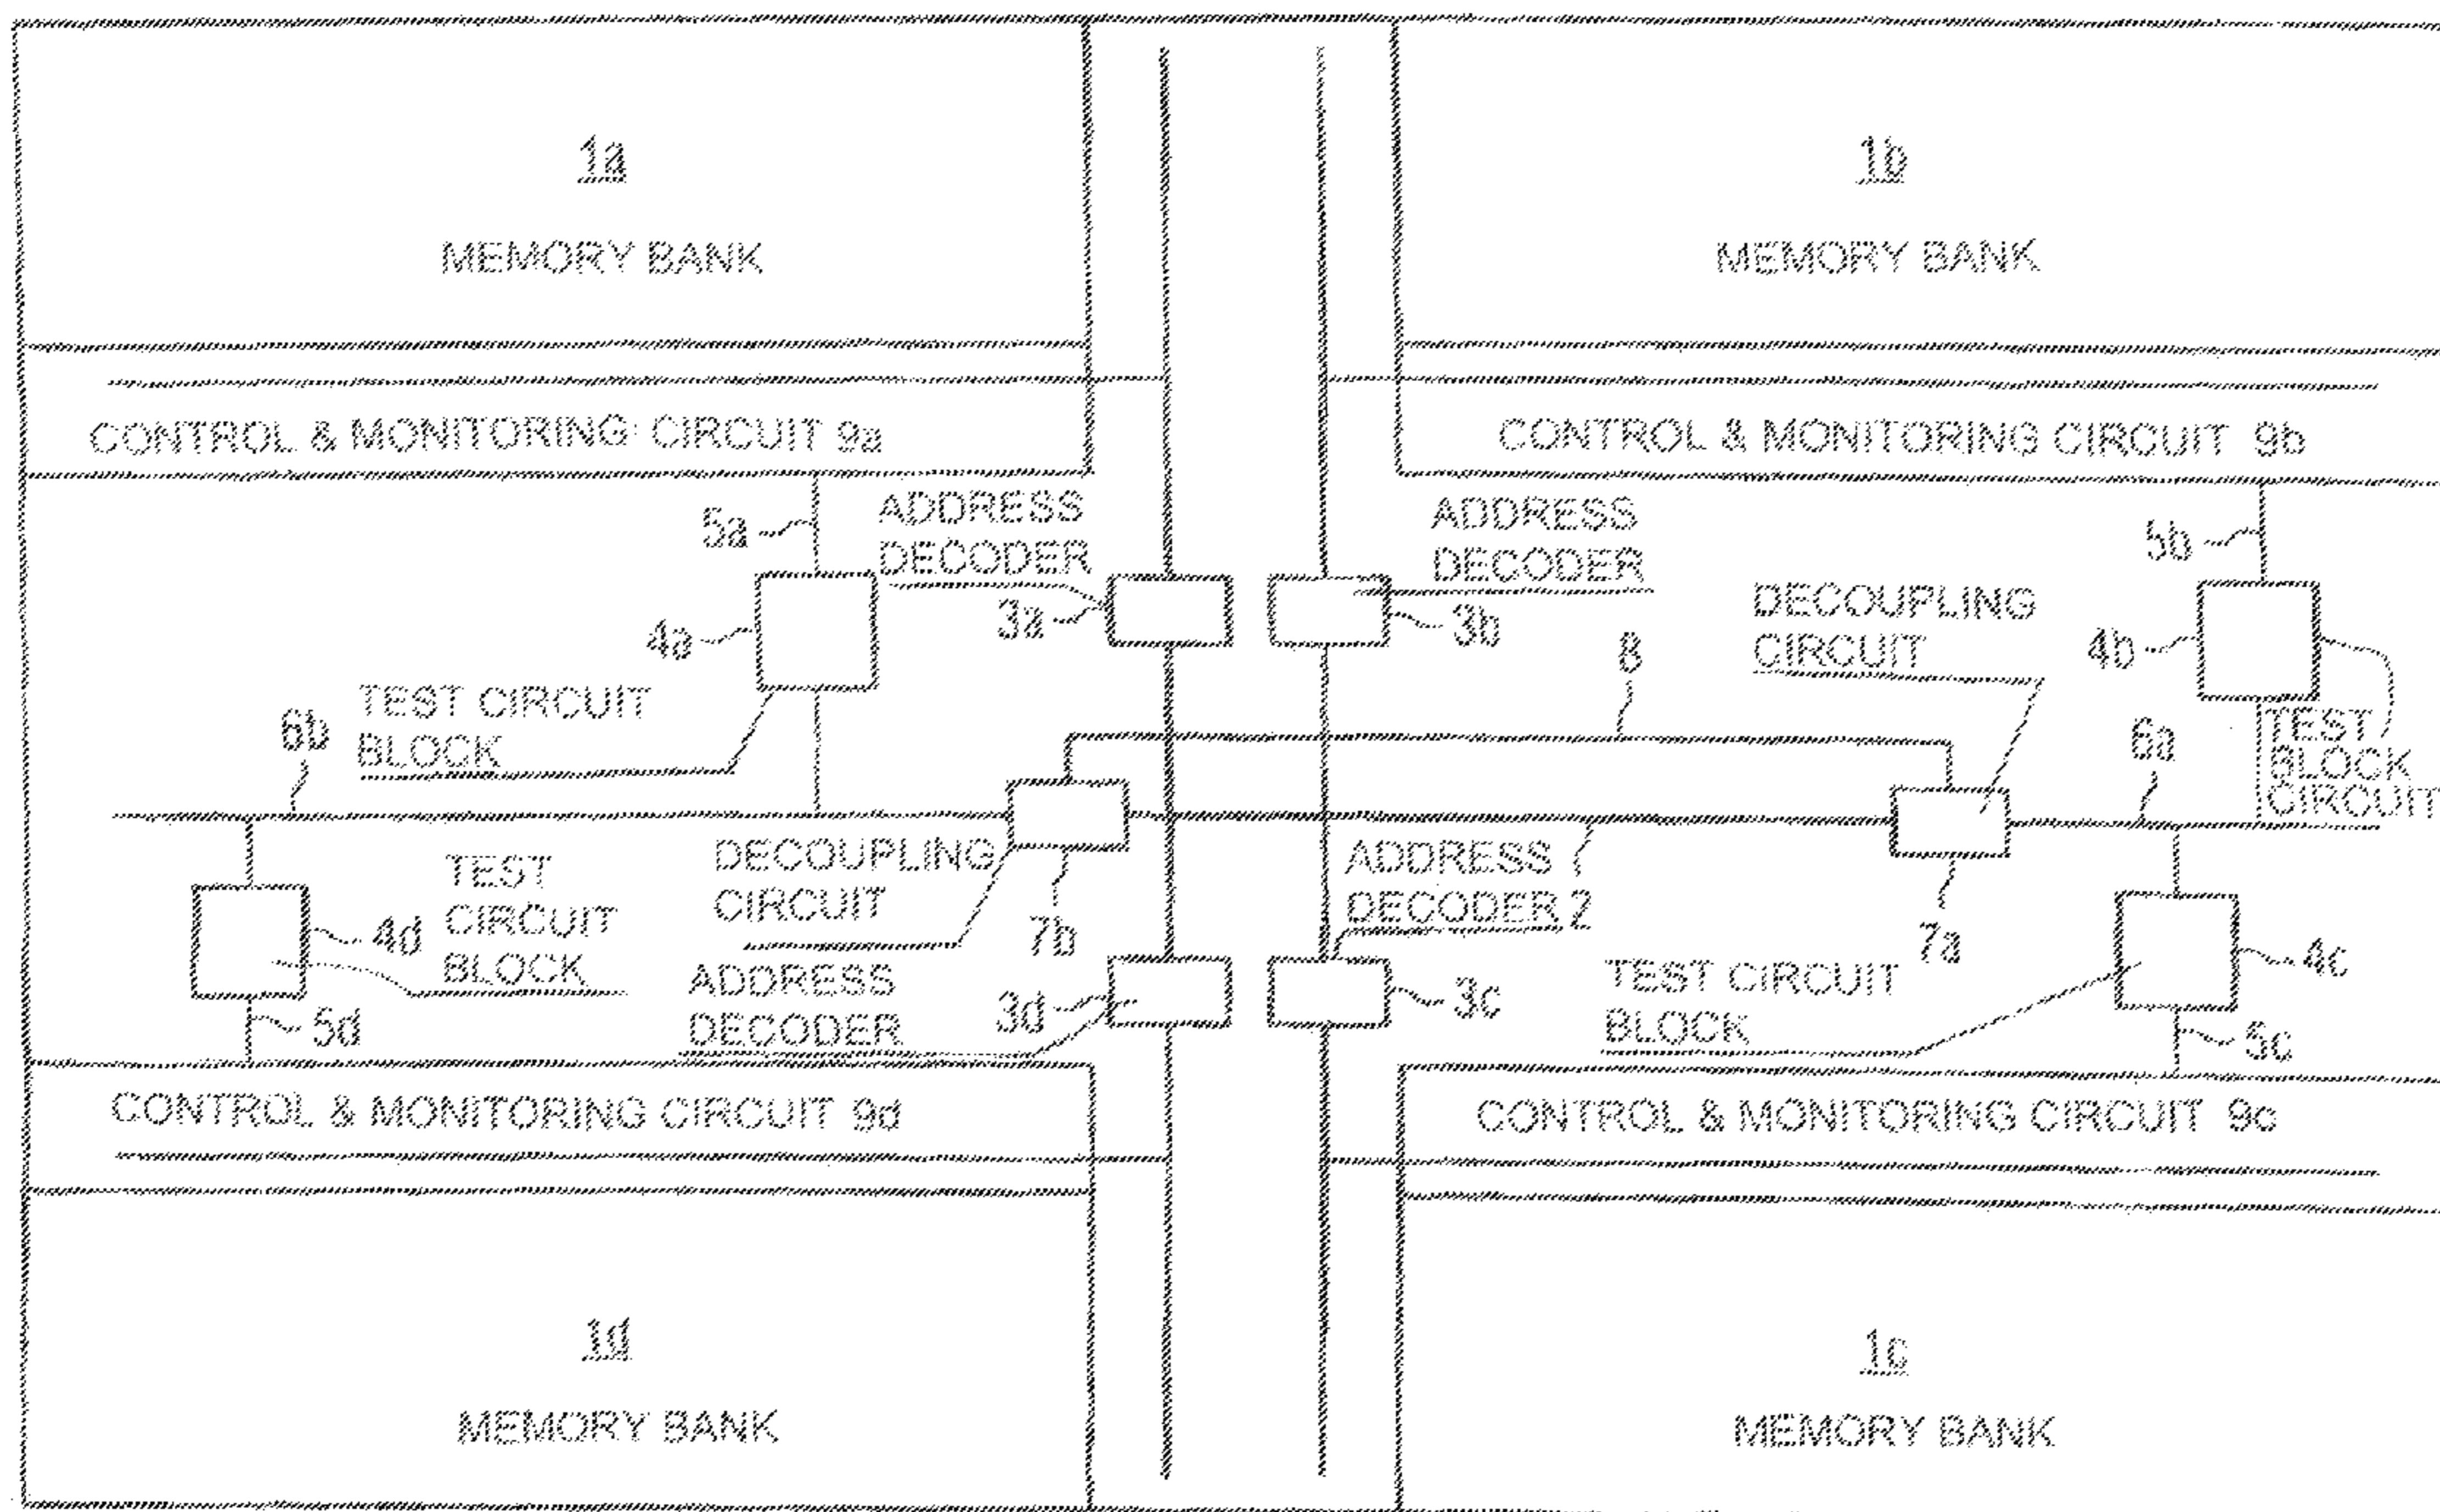 1a
MEMORY BANK
1b
MEMORY BANK
CONTROL & MONITORING CIRCUIT 9a
CONTROL & MONITORING CIRCUIT 9b
5a
ADDRESS
DECODER
ADDRESS
DECODER
5b
4a
3a
3b
8
DECOUPLING
CIRCUIT
4b
6b
TEST CIRCUIT
BLOCK
6a
TEST
BLOCK
CIRCUIT
4d
TEST
CIRCUIT
BLOCK
DECOUPLING
CIRCUIT
7b
ADDRESS
DECODER 2
7a
4c
5d
ADDRESS
DECODER
3d
3c
TEST CIRCUIT
BLOCK
5c
CONTROL & MONITORING CIRCUIT 9d
CONTROL & MONITORING CIRCUIT 9c
1d
MEMORY BANK
1c
MEMORY BANK